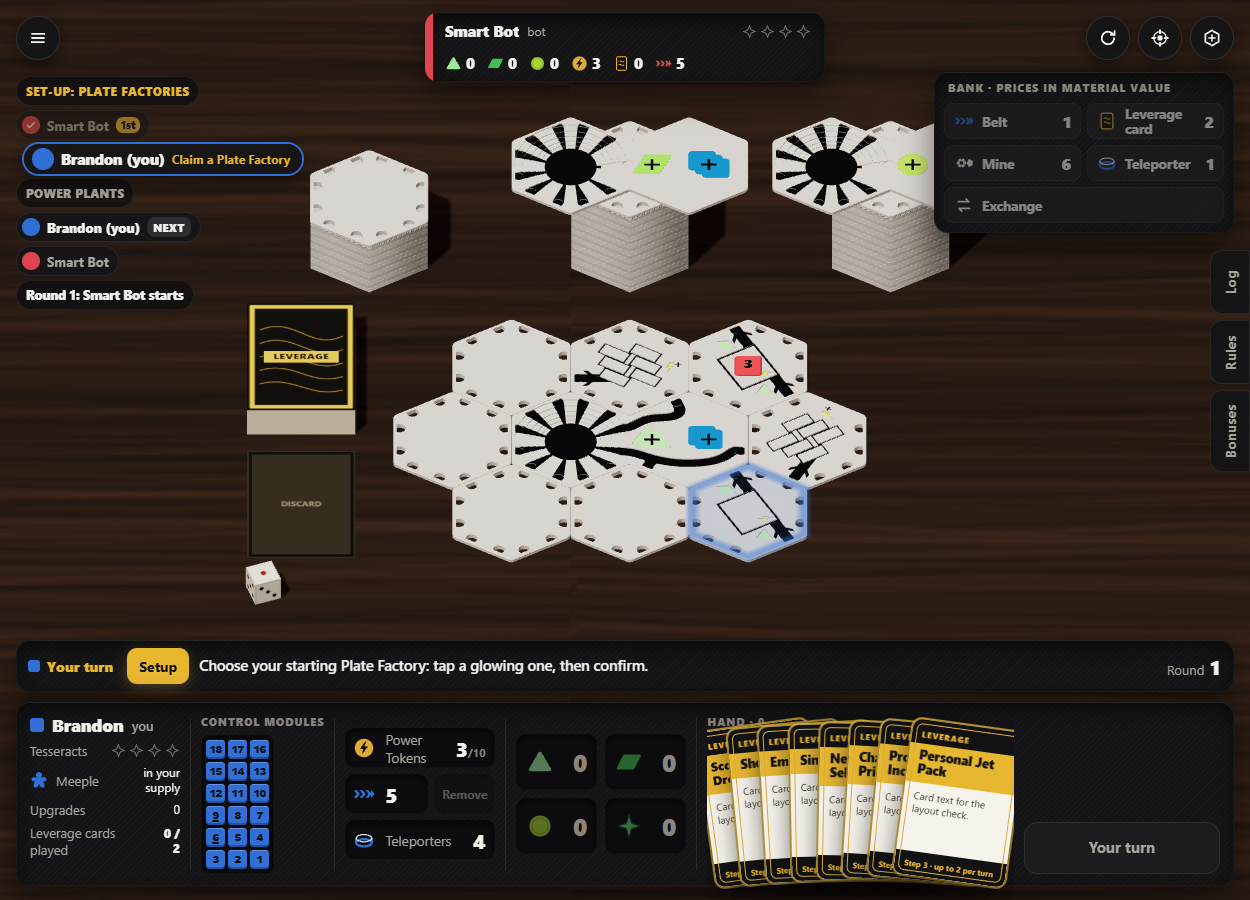 Smart Bot bot
0 0 0 3 0 5
SET-UP: PLATE FACTORIES
Smart Bot 1st
Brandon (you) Claim a Plate Factory
POWER PLANTS
Brandon (you) NEXT
Smart Bot
Round 1: Smart Bot starts
BANK · PRICES IN MATERIAL VALUE
Belt 1
Leverage card 2
Mine 6
Teleporter 1
Exchange
Log
Rules
Bonuses
LEVERAGE
DISCARD
3
Your turn
Setup
Choose your starting Plate Factory: tap a glowing one, then confirm.
Round 1
Brandon you
Tesseracts
Meeple in your supply
Upgrades 0
Leverage cards played 0 / 2
CONTROL MODULES
18 17 16
15 14 13
12 11 10
9 8 7
6 5 4
3 2 1
Power Tokens 3/10
5
Remove
Teleporters 4
0 0
0 0
HAND ·
LEVERAGE
Personal Jet Pack
Card text for the layout check.
Step 3 · up to 2 per turn
Your turn